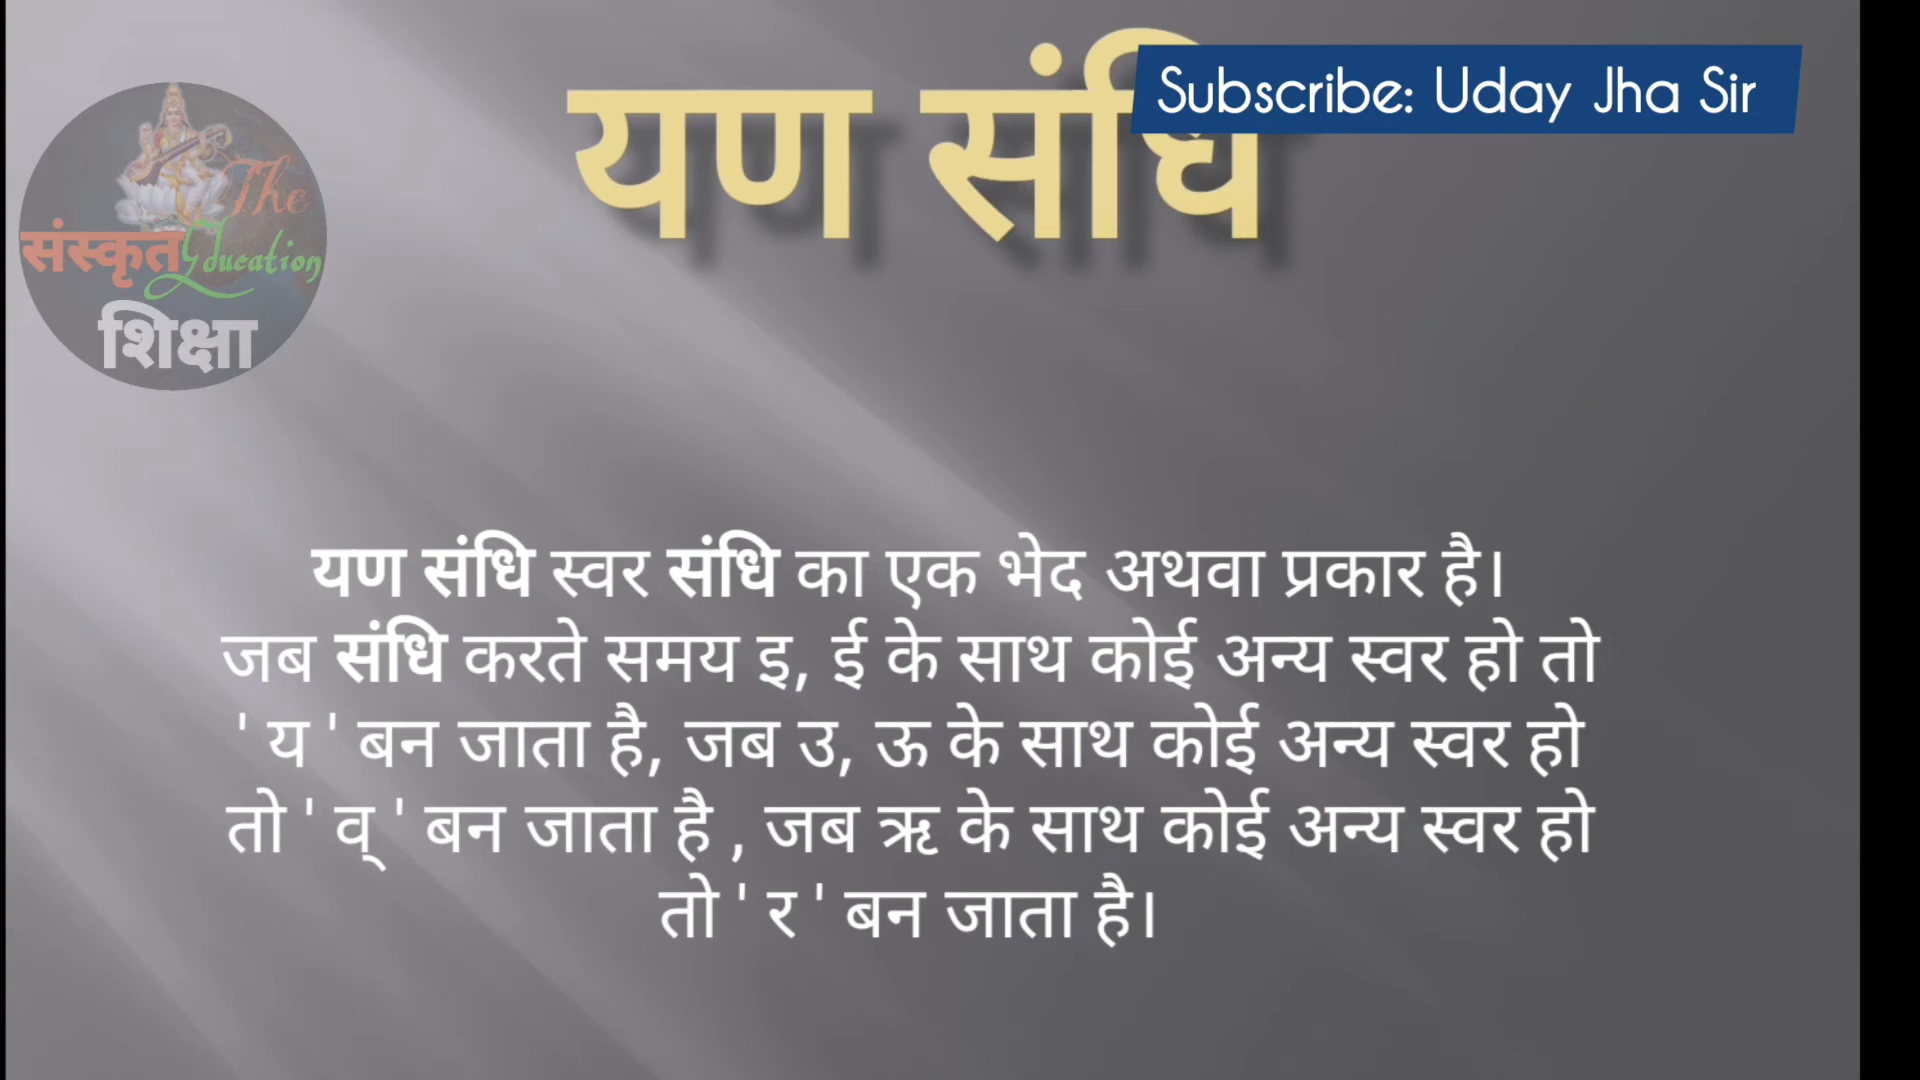 यण संधि
Subscribe: Uday Jha Sir
The
संस्कृत Education
शिक्षा
यण संधि स्वर संधि का एक भेद अथवा प्रकार है।
जब संधि करते समय इ, ई के साथ कोई अन्य स्वर हो तो
' य ' बन जाता है, जब उ, ऊ के साथ कोई अन्य स्वर हो
तो ' व् ' बन जाता है , जब ऋ के साथ कोई अन्य स्वर हो
तो ' र ' बन जाता है।